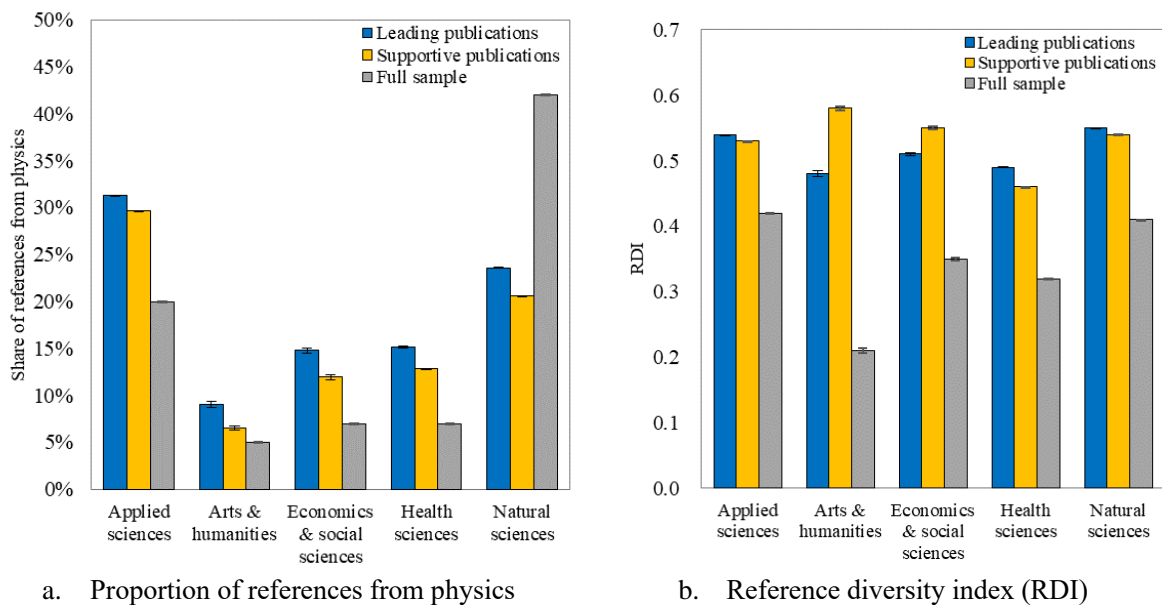 50%
45%
40%
35%
30%
25%
20%
15%
10%
5%
0%
Share of references from physics
Leading publications
Supportive publications
Full sample
Applied
sciences
Arts &
humanities
Economics
& social
sciences
Health
sciences
Natural
sciences
a. Proportion of references from physics
0.7
0.6
0.5
0.4
0.3
0.2
0.1
0.0
RDI
Leading publications
Supportive publications
Full sample
Applied
sciences
Arts &
humanities
Economics
& social
sciences
Health
sciences
Natural
sciences
b. Reference diversity index (RDI)